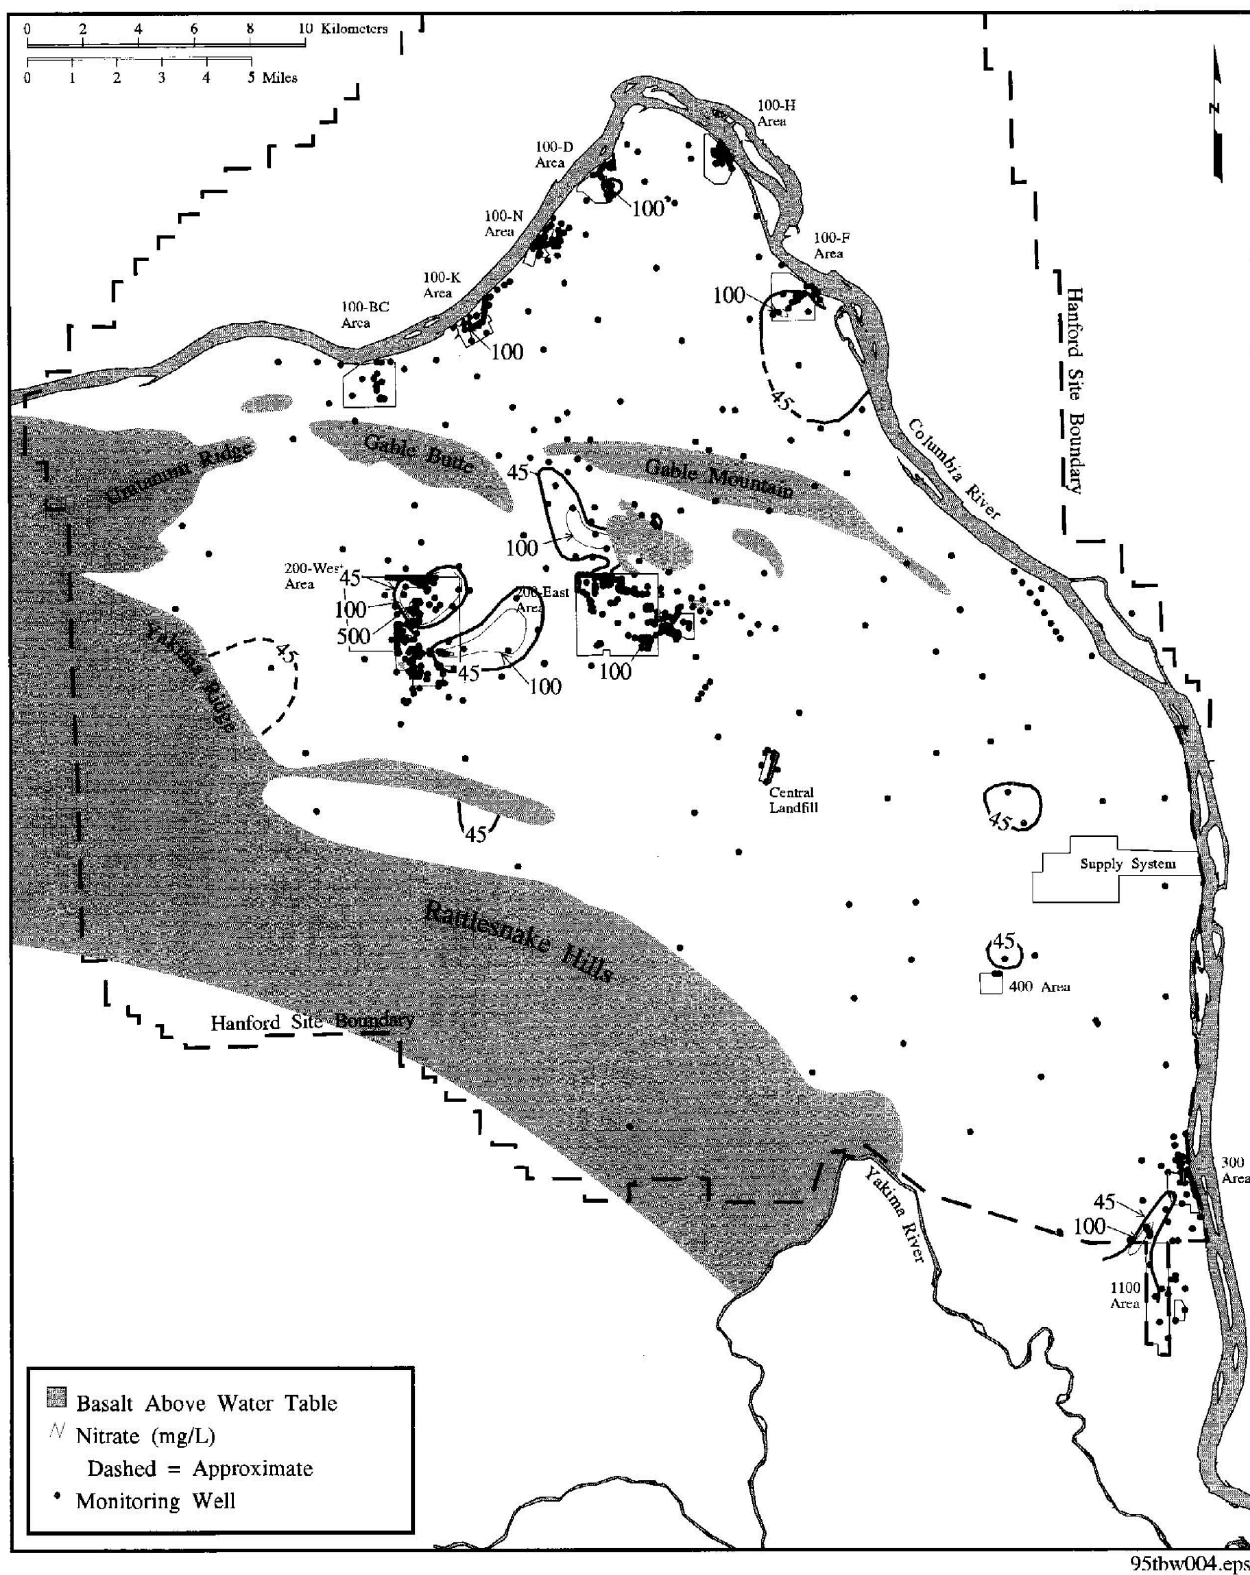 0 2 4 6 8 10 Kilometers
0 1 2 3 4 5 Miles
N
100-H
Area
100-D
Area
100
100-N
Area
100-F
Area
100-K
Area
100
100-BC
Area
100
45
Hanford Site Boundary
Columbia River
Umtanum Ridge
Gable Butte
Gable Mountain
45
100
200-West
Area
45
100
500
200-East
Area
45
100
100
Yakima Ridge
45
45
Central
Landfill
45
Supply System
Rattlesnake Hills
45
400 Area
Hanford Site Boundary
300
Area
Yakima River
45
100
1100
Area
Basalt Above Water Table
Nitrate (mg/L)
Dashed = Approximate
Monitoring Well
95tbw004.eps